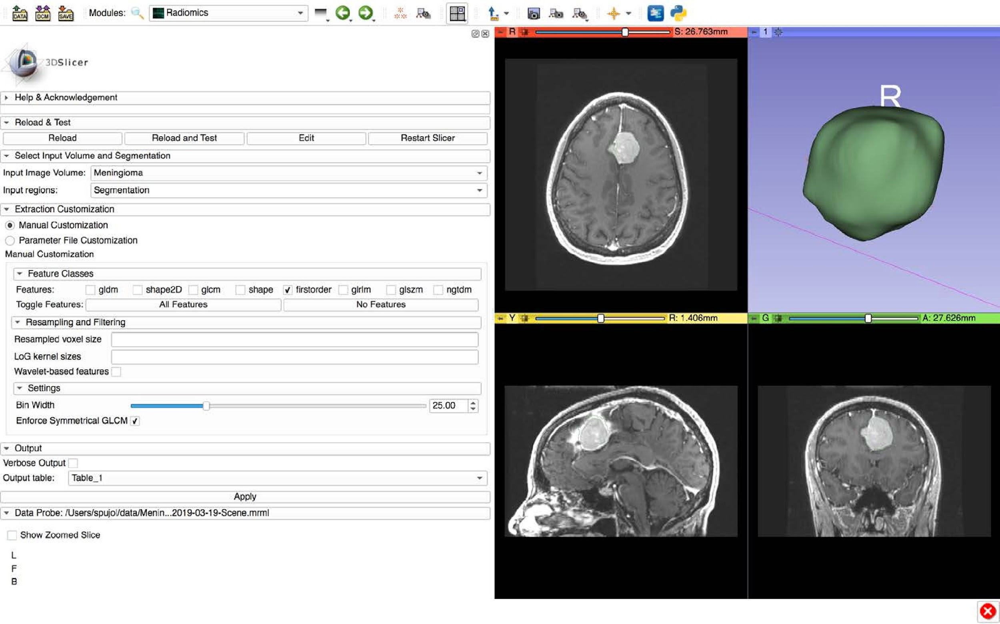 DATA DCM SAVE Modules: Radiomics
R S: 26.763mm
1
3DSlicer
Help & Acknowledgement
Reload & Test
Reload Reload and Test Edit Restart Slicer
Select Input Volume and Segmentation
Input Image Volume: Meningioma
Input regions: Segmentation
Extraction Customization
Manual Customization
Parameter File Customization
Manual Customization
Feature Classes
Features: gldm shape2D glcm shape firstorder glrlm glszm ngtdm
Toggle Features: All Features No Features
Resampling and Filtering
Resampled voxel size
LoG kernel sizes
Wavelet-based features
Settings
Bin Width 25.00
Enforce Symmetrical GLCM
Output
Verbose Output
Output table: Table_1
Apply
Data Probe: /Users/spujol/data/Menin...2019-03-19-Scene.mrml
Show Zoomed Slice
L
F
B
R
Y R: 1.406mm
G A: 27.626mm